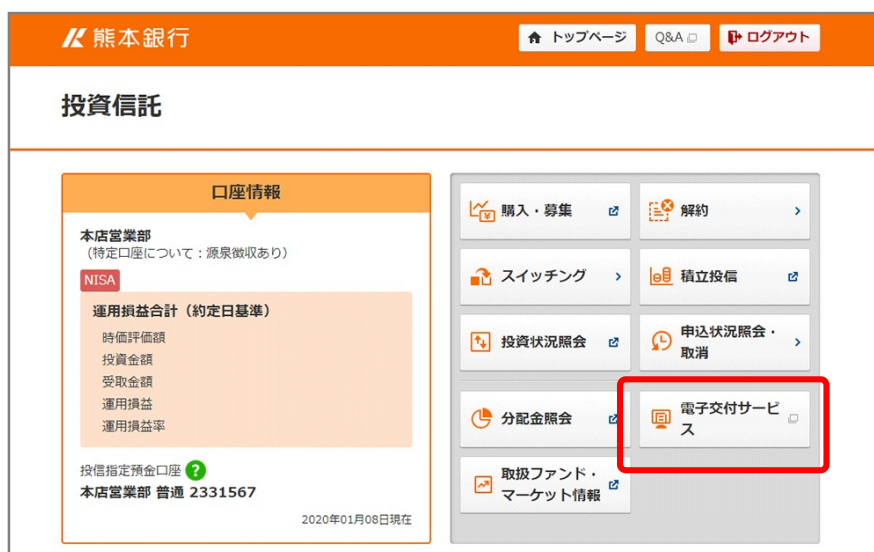 熊本銀行
トップページ
Q&A
ログアウト
投資信託
口座情報
本店営業部
（特定口座について：源泉徴収あり）
NISA
運用損益合計（約定日基準）
時価評価額
投資金額
受取金額
運用損益
運用損益率
投信指定預金口座 ?
本店営業部 普通 2331567
2020年01月08日現在
購入・募集
解約
スイッチング
積立投信
投資状況照会
申込状況照会・
取消
分配金照会
電子交付サービ
ス
取扱ファンド・
マーケット情報